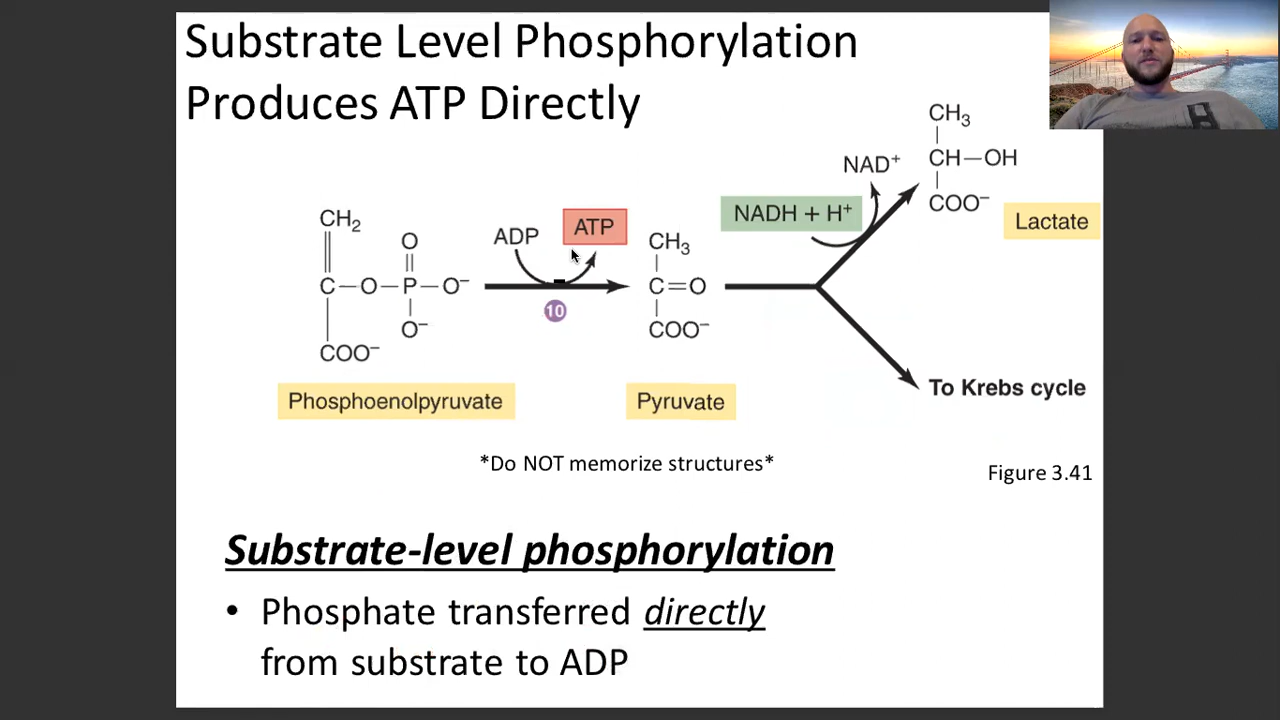 Substrate Level Phosphorylation
Produces ATP Directly
CH₂
C—O—P—O⁻
O
O⁻
COO⁻
Phosphoenolpyruvate
ADP
ATP
10
CH₃
C=O
COO⁻
Pyruvate
NADH + H⁺
NAD⁺
CH₃
CH—OH
COO⁻
Lactate
To Krebs cycle
*Do NOT memorize structures*
Figure 3.41
Substrate-level phosphorylation
• Phosphate transferred directly
from substrate to ADP